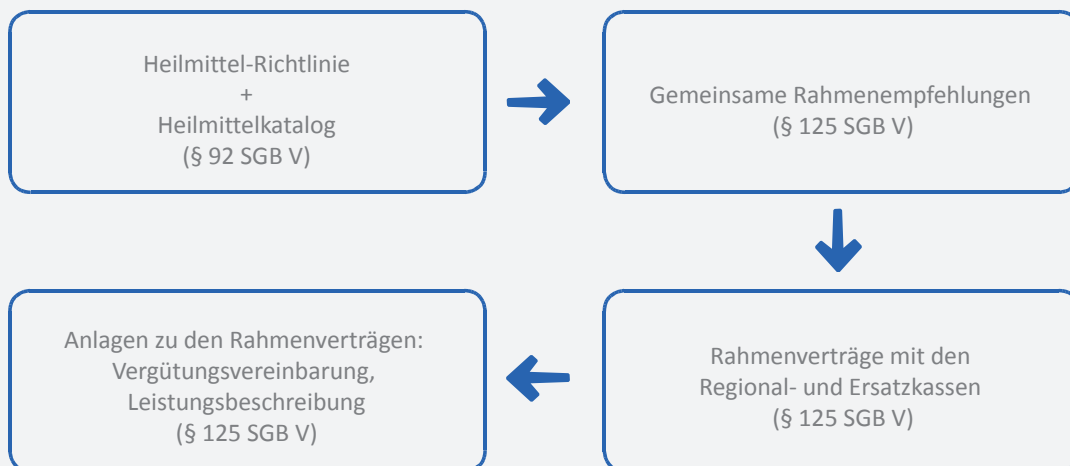 Heilmittel-Richtlinie
+
Heilmittelkatalog
(§ 92 SGB V)
Gemeinsame Rahmenempfehlungen
(§ 125 SGB V)
Rahmenverträge mit den
Regional- und Ersatzkassen
(§ 125 SGB V)
Anlagen zu den Rahmenverträgen:
Vergütungsvereinbarung,
Leistungsbeschreibung
(§ 125 SGB V)